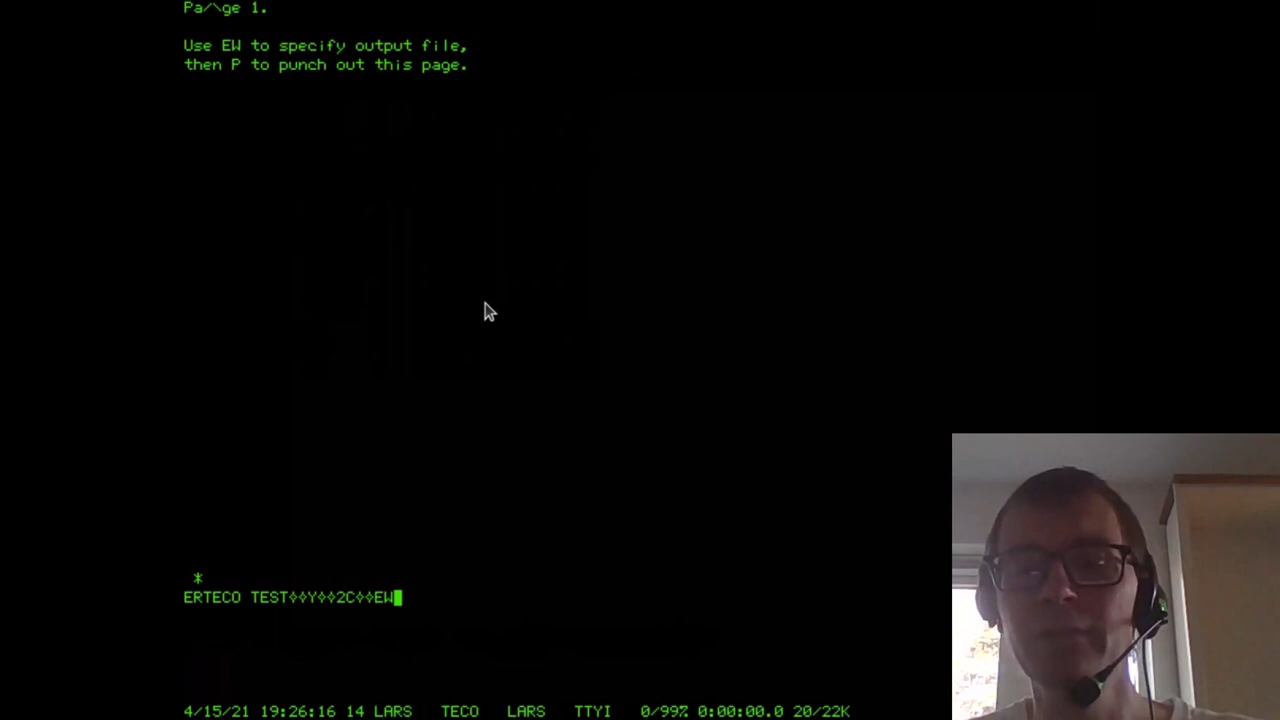 Pa/\ge 1.
Use EW to specify output file,
then P to punch out this page.
*
ERTECO TEST◊◊Y◊◊2C◊◊EW
4/15/21 19:26:16 14 LARS TECO LARS TTYI 0/99% 0:00:00.0 20/22K